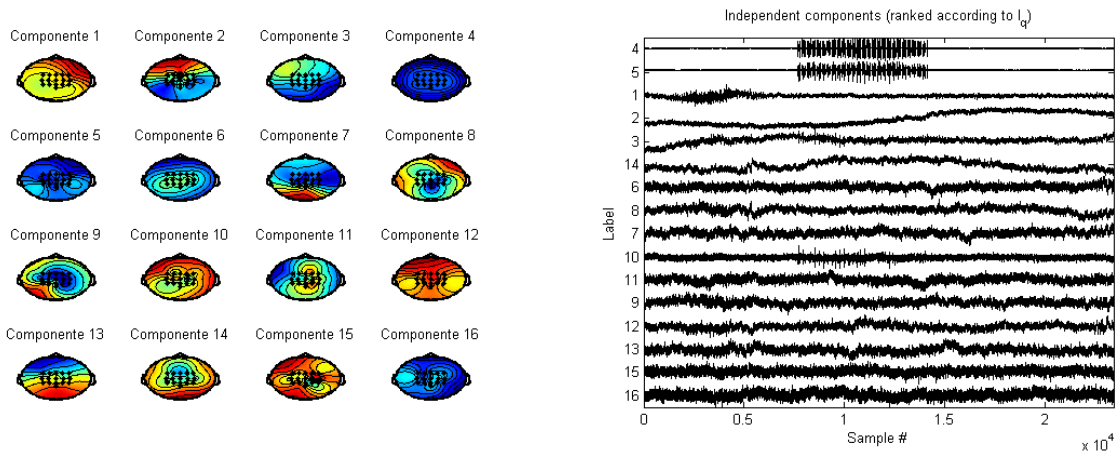 Componente 1 Componente 2 Componente 3 Componente 4
Componente 5 Componente 6 Componente 7 Componente 8
Componente 9 Componente 10 Componente 11 Componente 12
Componente 13 Componente 14 Componente 15 Componente 16
Independent components (ranked according to I_q)
Label
4
5
1
2
3
14
6
8
7
10
11
9
12
13
15
16
0 0.5 1 1.5 2
Sample #
x 10^4